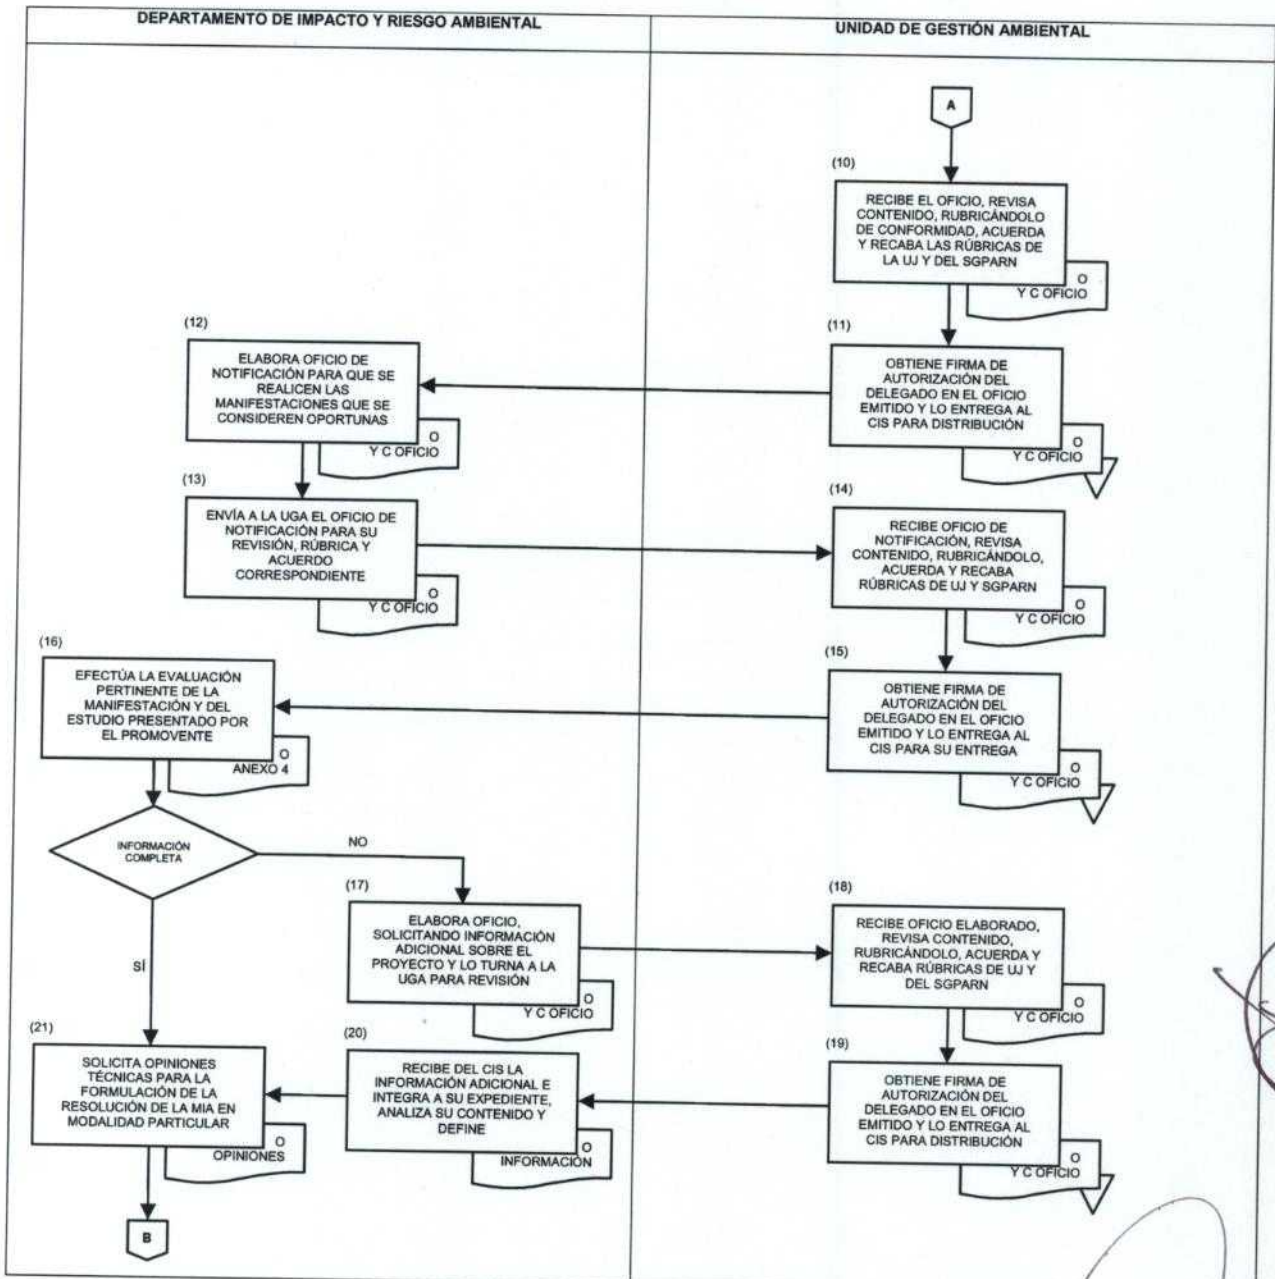 DEPARTAMENTO DE IMPACTO Y RIESGO AMBIENTAL
UNIDAD DE GESTIÓN AMBIENTAL
A
(10)
RECIBE EL OFICIO, REVISA
CONTENIDO, RUBRICÁNDOLO
DE CONFORMIDAD, ACUERDA
Y RECABA LAS RÚBRICAS DE
LA UJ Y DEL SGPARN
O
Y C OFICIO
(11)
OBTIENE FIRMA DE
AUTORIZACIÓN DEL
DELEGADO EN EL OFICIO
EMITIDO Y LO ENTREGA AL
CIS PARA DISTRIBUCIÓN
O
Y C OFICIO
(12)
ELABORA OFICIO DE
NOTIFICACIÓN PARA QUE SE
REALICEN LAS
MANIFESTACIONES QUE SE
CONSIDEREN OPORTUNAS
O
Y C OFICIO
(13)
ENVÍA A LA UGA EL OFICIO DE
NOTIFICACIÓN PARA SU
REVISIÓN, RÚBRICA Y
ACUERDO
CORRESPONDIENTE
O
Y C OFICIO
(14)
RECIBE OFICIO DE
NOTIFICACIÓN, REVISA
CONTENIDO, RUBRICÁNDOLO,
ACUERDA Y RECABA
RÚBRICAS DE UJ Y SGPARN
O
Y C OFICIO
(15)
OBTIENE FIRMA DE
AUTORIZACIÓN DEL
DELEGADO EN EL OFICIO
EMITIDO Y LO ENTREGA AL
CIS PARA SU ENTREGA
O
Y C OFICIO
(16)
EFECTÚA LA EVALUACIÓN
PERTINENTE DE LA
MANIFESTACIÓN Y DEL
ESTUDIO PRESENTADO POR
EL PROMOVENTE
O
ANEXO 4
INFORMACIÓN
COMPLETA
NO
SÍ
(17)
ELABORA OFICIO,
SOLICITANDO INFORMACIÓN
ADICIONAL SOBRE EL
PROYECTO Y LO TURNA A LA
UGA PARA REVISIÓN
O
Y C OFICIO
(18)
RECIBE OFICIO ELABORADO,
REVISA CONTENIDO,
RUBRICÁNDOLO, ACUERDA Y
RECABA RÚBRICAS DE UJ Y
DEL SGPARN
O
Y C OFICIO
(19)
OBTIENE FIRMA DE
AUTORIZACIÓN DEL
DELEGADO EN EL OFICIO
EMITIDO Y LO ENTREGA AL
CIS PARA DISTRIBUCIÓN
O
Y C OFICIO
(20)
RECIBE DEL CIS LA
INFORMACIÓN ADICIONAL E
INTEGRA A SU EXPEDIENTE,
ANALIZA SU CONTENIDO Y
DEFINE
O
INFORMACIÓN
(21)
SOLICITA OPINIONES
TÉCNICAS PARA LA
FORMULACIÓN DE LA
RESOLUCIÓN DE LA MIA EN
MODALIDAD PARTICULAR
O
OPINIONES
B